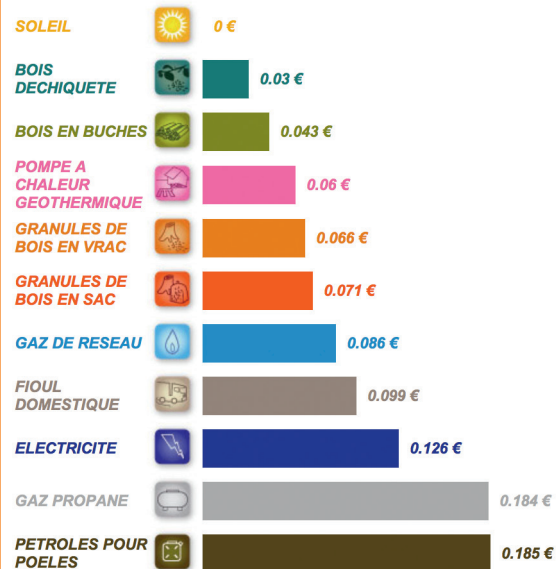 SOLEIL 0 €
BOIS
DECHIQUETE 0.03 €
BOIS EN BUCHES 0.043 €
POMPE A
CHALEUR 0.06 €
GEOTHERMIQUE
GRANULES DE
BOIS EN VRAC 0.066 €
GRANULES DE
BOIS EN SAC 0.071 €
GAZ DE RESEAU 0.086 €
FIOUL
DOMESTIQUE 0.099 €
ELECTRICITE 0.126 €
GAZ PROPANE 0.184 €
PETROLES POUR
POELES 0.185 €